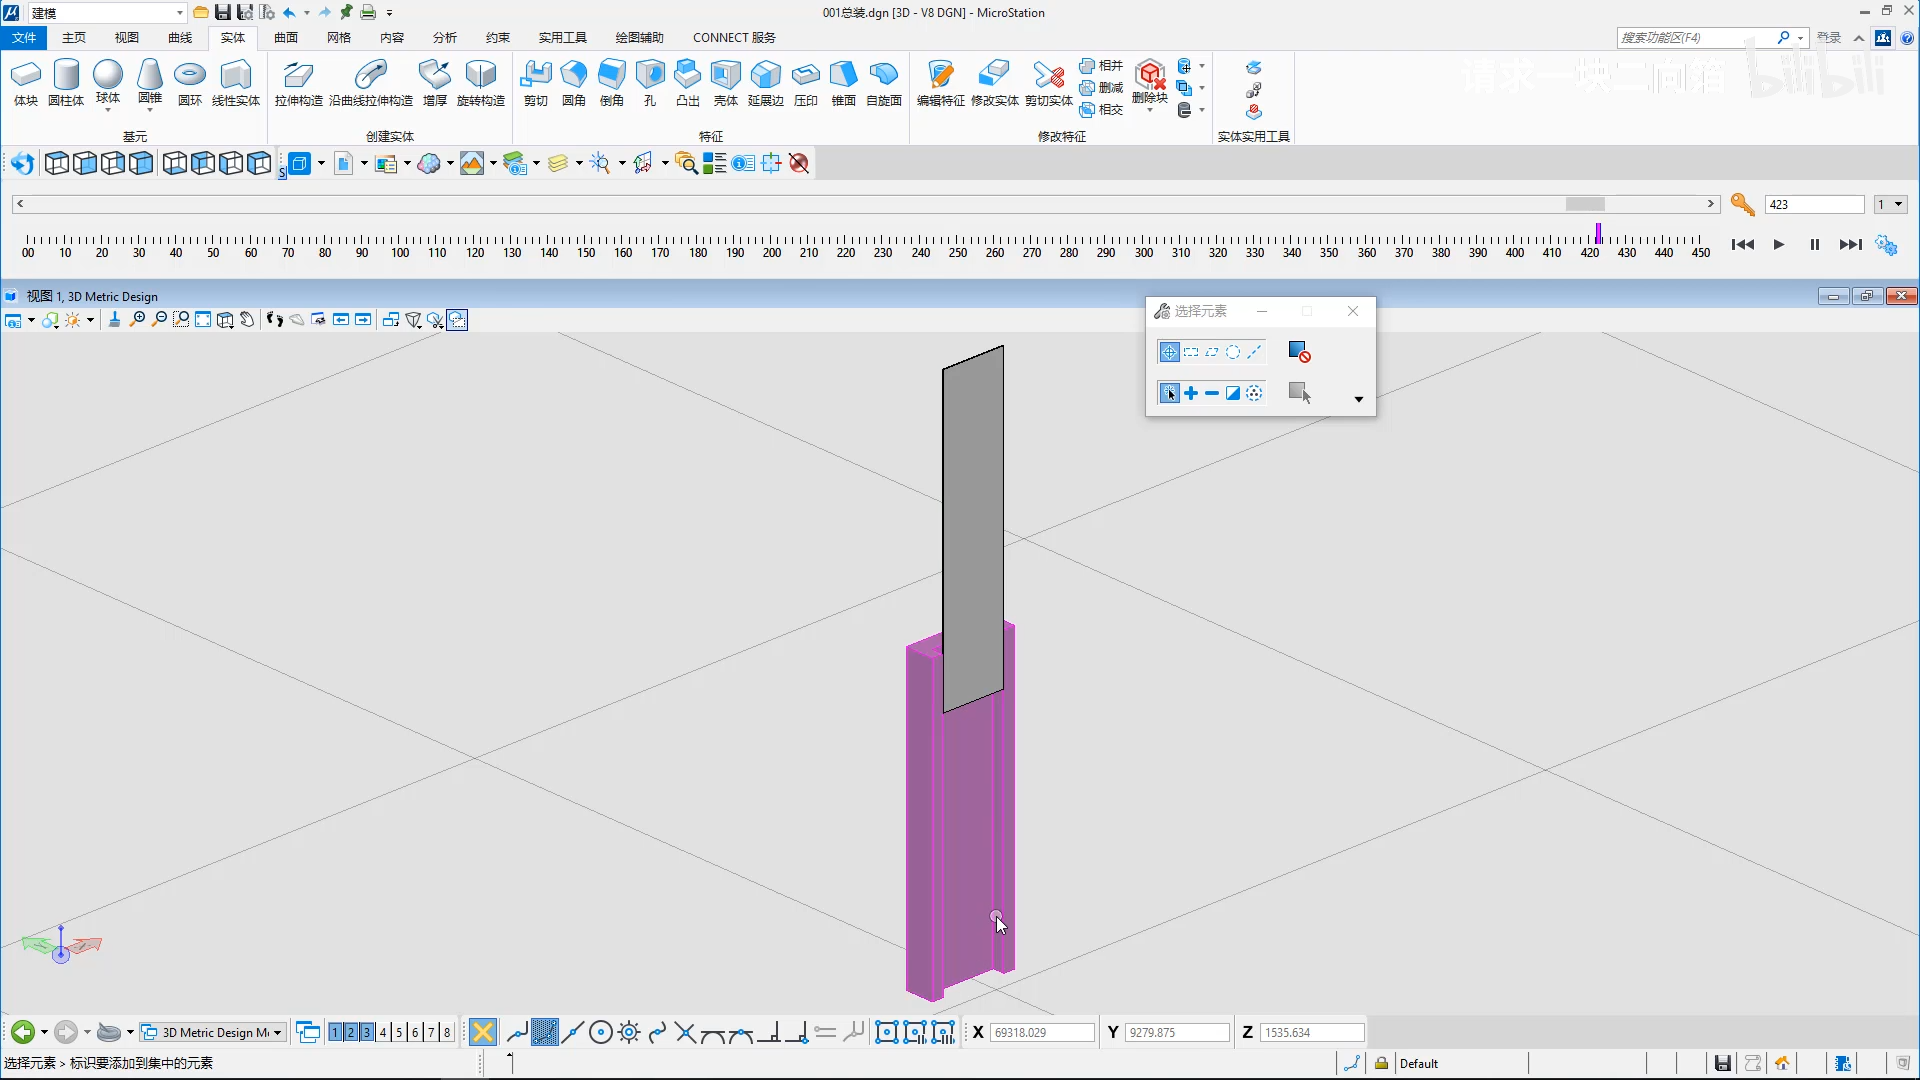 建模
001总装.dgn [3D - V8 DGN] - MicroStation
文件 主页 视图 曲线 实体 曲面 网格 内容 分析 约束 实用工具 绘图辅助 CONNECT 服务
搜索功能区(F4) 登录
体块 圆柱体 球体 圆锥 圆环 线性实体 拉伸构造 沿曲线拉伸构造 增厚 旋转构造 剪切 圆角 倒角 孔 凸出 壳体 延展边 压印 锥面 自旋面 编辑特征 修改实体 剪切实体 相并 删减 相交 删除块
基元 创建实体 特征 修改特征 实体实用工具
bilibili
S
423 1
00 10 20 30 40 50 60 70 80 90 100 110 120 130 140 150 160 170 180 190 200 210 220 230 240 250 260 270 280 290 300 310 320 330 340 350 360 370 380 390 400 410 420 430 440 450
视图 1, 3D Metric Design
选择元素
3D Metric Design M 1 2 3 4 5 6 7 8 X 69318.029 Y 9279.875 Z 1535.634
选择元素 > 标识要添加到集中的元素 Default